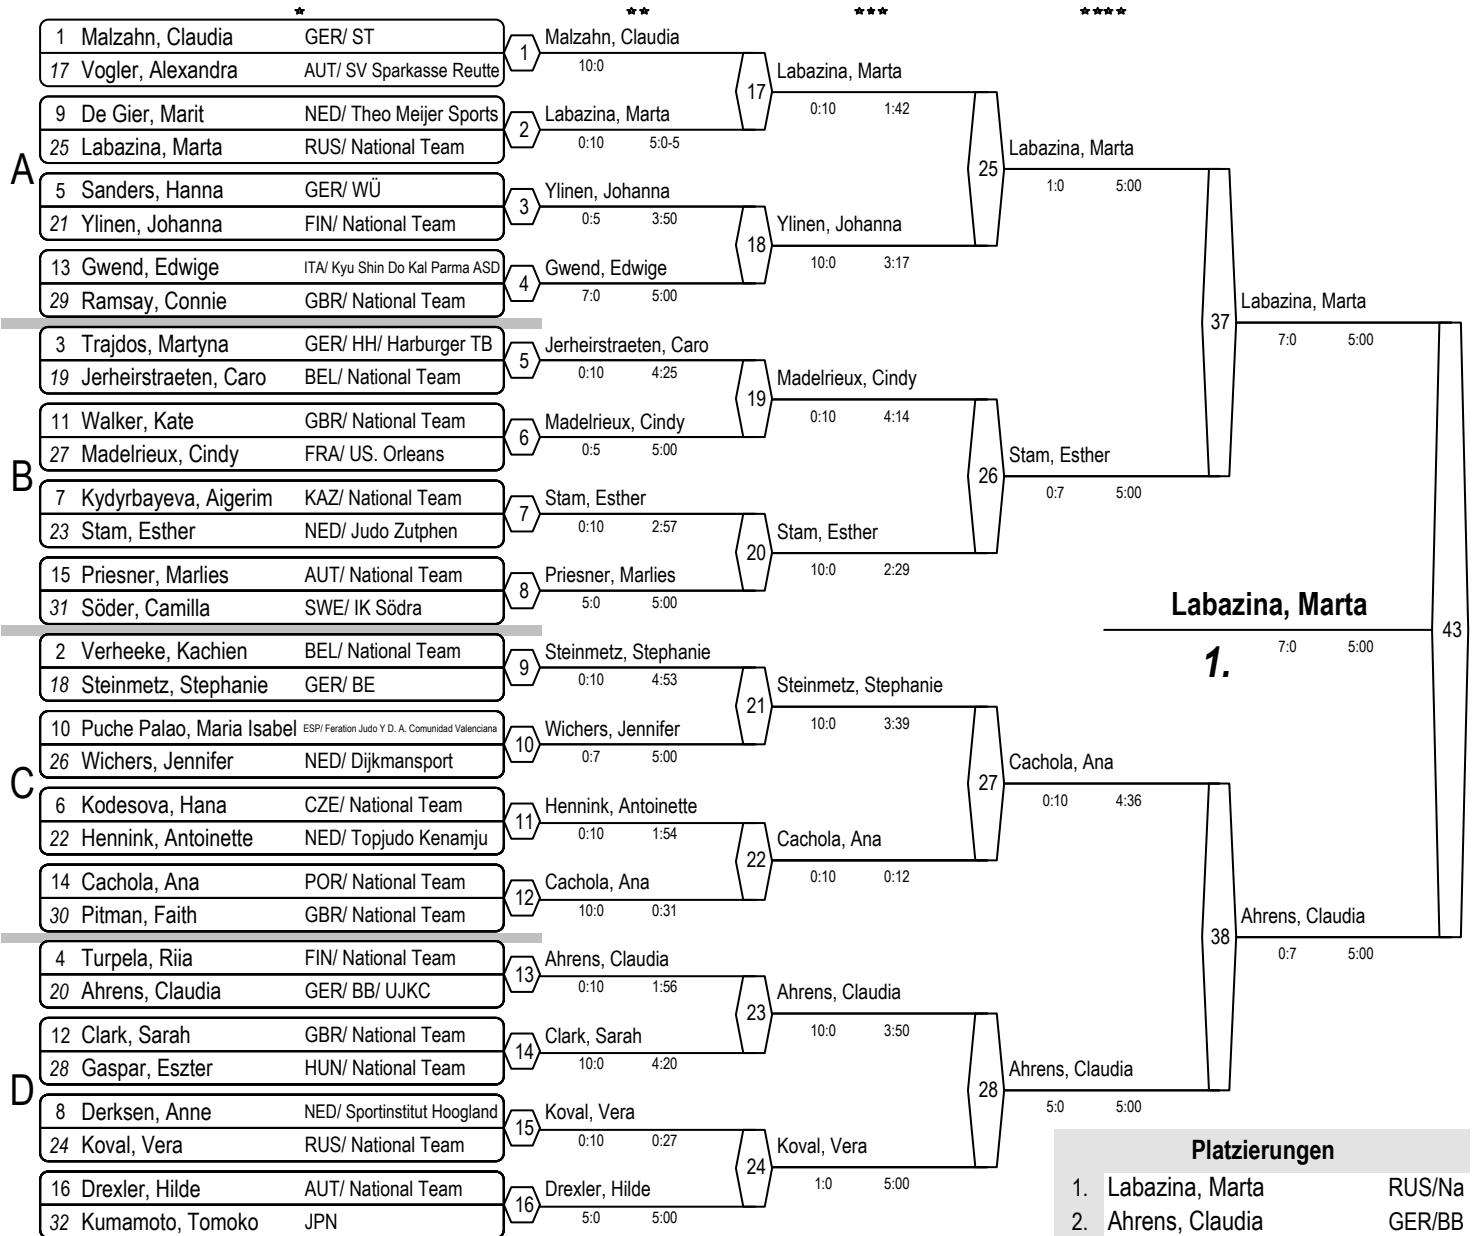 * ** *** ****
A
1 Malzahn, Claudia GER/ ST
17 Vogler, Alexandra AUT/ SV Sparkasse Reutte
9 De Gier, Marit NED/ Theo Meijer Sports
25 Labazina, Marta RUS/ National Team
5 Sanders, Hanna GER/ WÜ
21 Ylinen, Johanna FIN/ National Team
13 Gwend, Edwige ITA/ Kyu Shin Do Kal Parma ASD
29 Ramsay, Connie GBR/ National Team
B
3 Trajdos, Martyna GER/ HH/ Harburger TB
19 Jerheirstraeten, Caro BEL/ National Team
11 Walker, Kate GBR/ National Team
27 Madelrieux, Cindy FRA/ US. Orleans
7 Kydyrbayeva, Aigerim KAZ/ National Team
23 Stam, Esther NED/ Judo Zutphen
15 Priesner, Marlies AUT/ National Team
31 Söder, Camilla SWE/ IK Södra
C
2 Verheeke, Kachien BEL/ National Team
18 Steinmetz, Stephanie GER/ BE
10 Puche Palao, Maria Isabel ESP/ Feration Judo Y D. A. Comunidad Valenciana
26 Wichers, Jennifer NED/ Dijkmansport
6 Kodesova, Hana CZE/ National Team
22 Hennink, Antoinette NED/ Topjudo Kenamju
14 Cachola, Ana POR/ National Team
30 Pitman, Faith GBR/ National Team
D
4 Turpela, Riia FIN/ National Team
20 Ahrens, Claudia GER/ BB/ UJKC
12 Clark, Sarah GBR/ National Team
28 Gaspar, Eszter HUN/ National Team
8 Derksen, Anne NED/ Sportinstitut Hoogland
24 Koval, Vera RUS/ National Team
16 Drexler, Hilde AUT/ National Team
32 Kumamoto, Tomoko JPN
1 Malzahn, Claudia
10:0
2 Labazina, Marta
0:10 5:0-5
3 Ylinen, Johanna
0:5 3:50
4 Gwend, Edwige
7:0 5:00
5 Jerheirstraeten, Caro
0:10 4:25
6 Madelrieux, Cindy
0:5 5:00
7 Stam, Esther
0:10 2:57
8 Priesner, Marlies
5:0 5:00
9 Steinmetz, Stephanie
0:10 4:53
10 Wichers, Jennifer
0:7 5:00
11 Hennink, Antoinette
0:10 1:54
12 Cachola, Ana
10:0 0:31
13 Ahrens, Claudia
0:10 1:56
14 Clark, Sarah
10:0 4:20
15 Koval, Vera
0:10 0:27
16 Drexler, Hilde
5:0 5:00
17 Labazina, Marta
0:10 1:42
18 Ylinen, Johanna
10:0 3:17
19 Madelrieux, Cindy
0:10 4:14
20 Stam, Esther
10:0 2:29
21 Steinmetz, Stephanie
10:0 3:39
22 Cachola, Ana
0:10 0:12
23 Ahrens, Claudia
10:0 3:50
24 Koval, Vera
1:0 5:00
25 Labazina, Marta
1:0 5:00
26 Stam, Esther
0:7 5:00
27 Cachola, Ana
0:10 4:36
28 Ahrens, Claudia
5:0 5:00
37 Labazina, Marta
7:0 5:00
38 Ahrens, Claudia
0:7 5:00
43 Labazina, Marta
1. 7:0 5:00
Platzierungen
1. Labazina, Marta RUS/Na
2. Ahrens, Claudia GER/BB